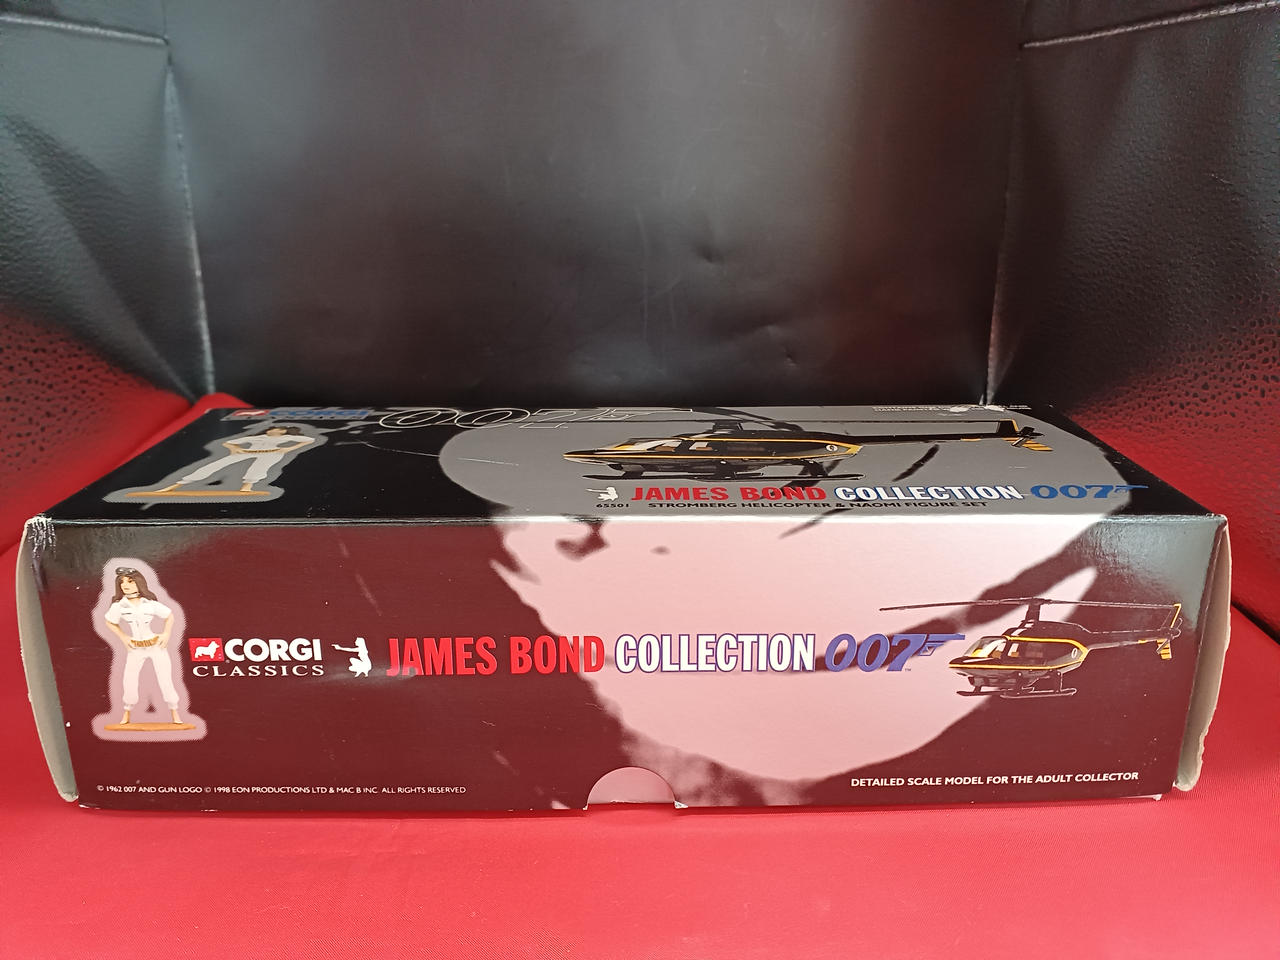 CORGI
007
JAMES BOND COLLECTION 007
65501 STROMBERG HELICOPTER & NAOMI FIGURE SET
CORGI
CLASSICS
JAMES BOND COLLECTION 007
© 1962 007 AND GUN LOGO © 1998 EON PRODUCTIONS LTD & MAC B INC. ALL RIGHTS RESERVED
DETAILED SCALE MODEL FOR THE ADULT COLLECTOR